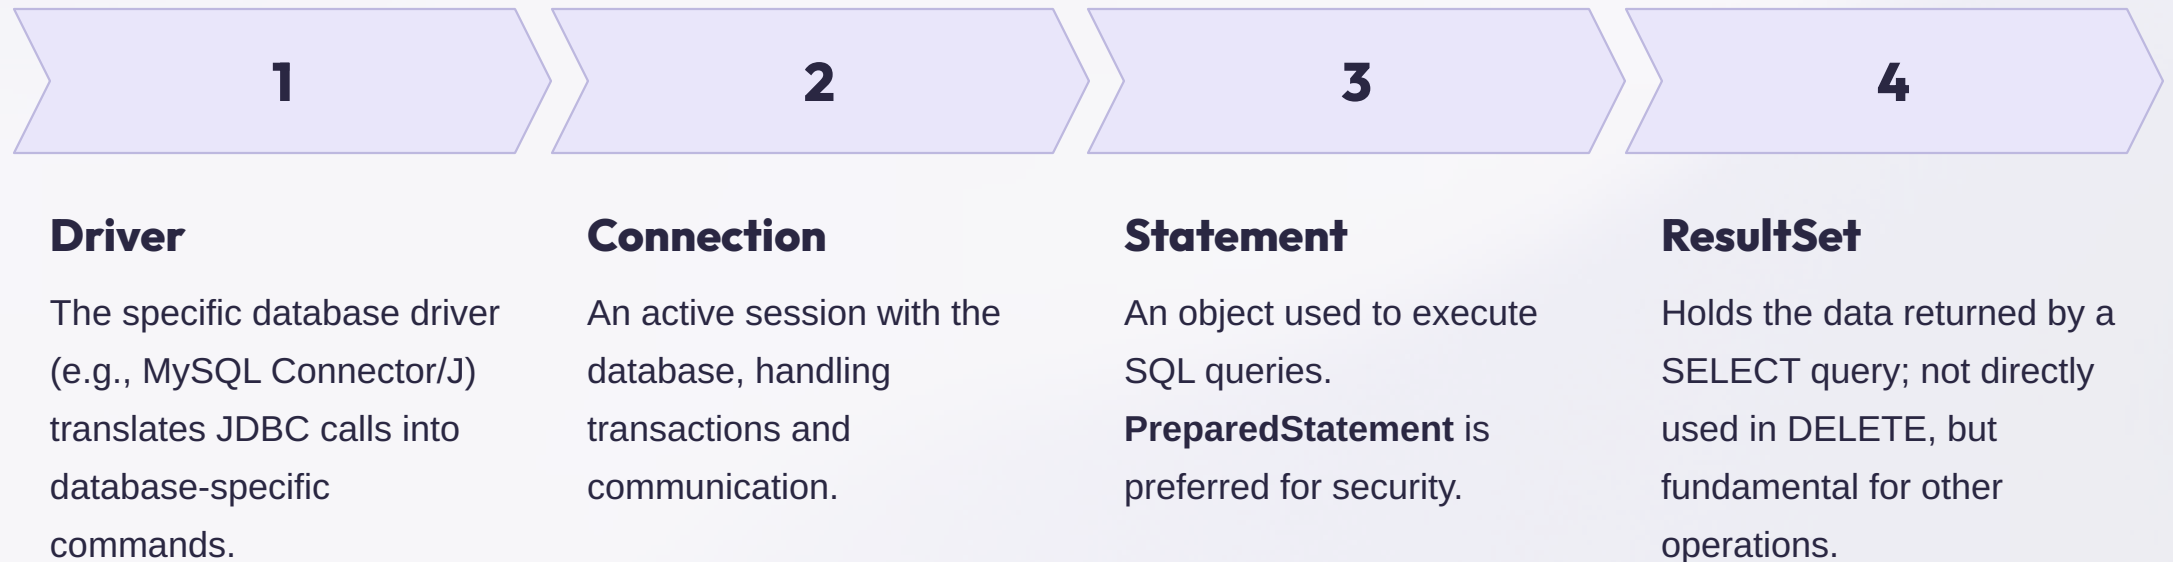 1
2
3
4
Driver
The specific database driver
(e.g., MySQL Connector/J)
translates JDBC calls into
database-specific
commands.
Connection
An active session with the
database, handling
transactions and
communication.
Statement
An object used to execute
SQL queries.
PreparedStatement is
preferred for security.
ResultSet
Holds the data returned by a
SELECT query; not directly
used in DELETE, but
fundamental for other
operations.